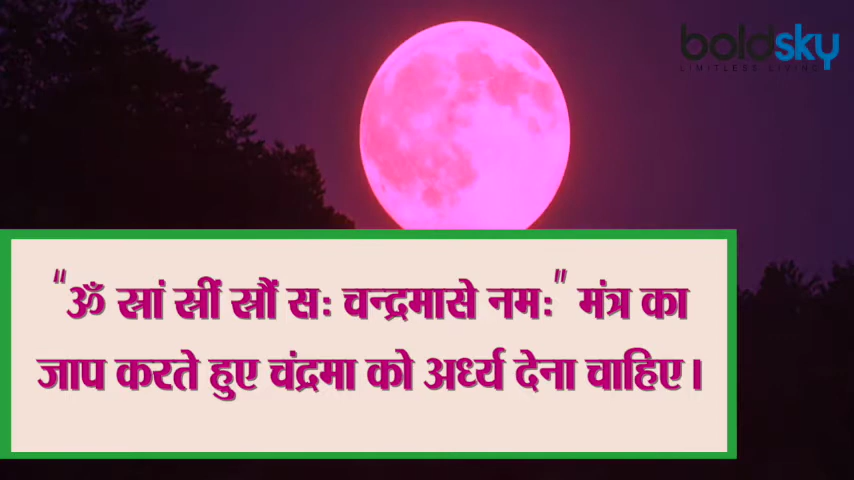 boldsky
LIMITLESS LIVING
"ॐ स्रां स्रीं स्रौं सः चन्द्रमासे नमः" मंत्र का
जाप करते हुए चंद्रमा को अर्ध्य देना चाहिए।